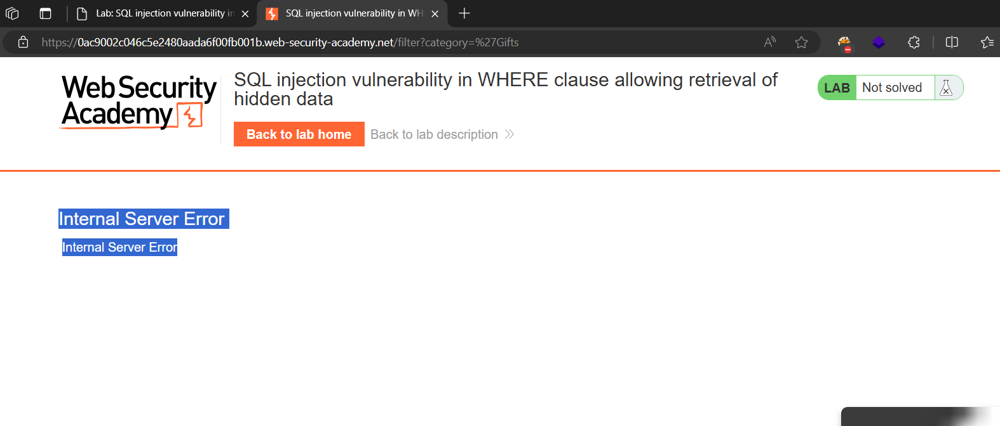 Lab: SQL injection vulnerability in
SQL injection vulnerability in WH
https://0ac9002c046c5e2480aada6f00fb001b.web-security-academy.net/filter?category=%27Gifts
Web Security
Academy
SQL injection vulnerability in WHERE clause allowing retrieval of
hidden data
LAB Not solved
Back to lab home Back to lab description
Internal Server Error
Internal Server Error